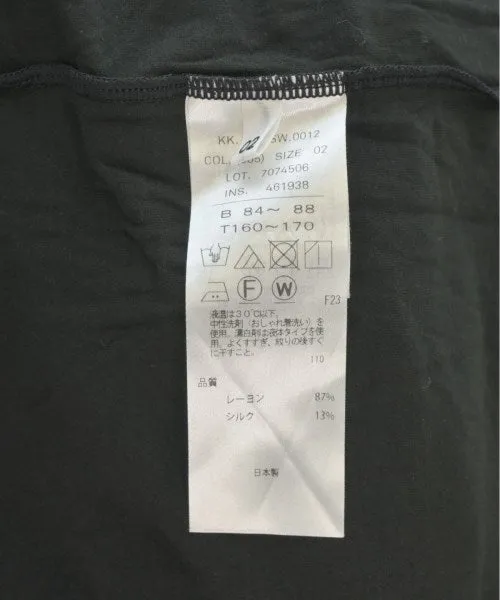 02
KK. SW.0012
COL. SIZE 02
LOT. 7074506
INS. 461938
B 84～ 88
T160～170
F W
F23
液温は30℃以下、
中性洗剤（おしゃれ着洗い）を
使用、漂白剤は液体タイプを使
用。よくすすぎ、絞りの後すぐ
に干すこと。
110
品質
レーヨン 87%
シルク 13%
日本製